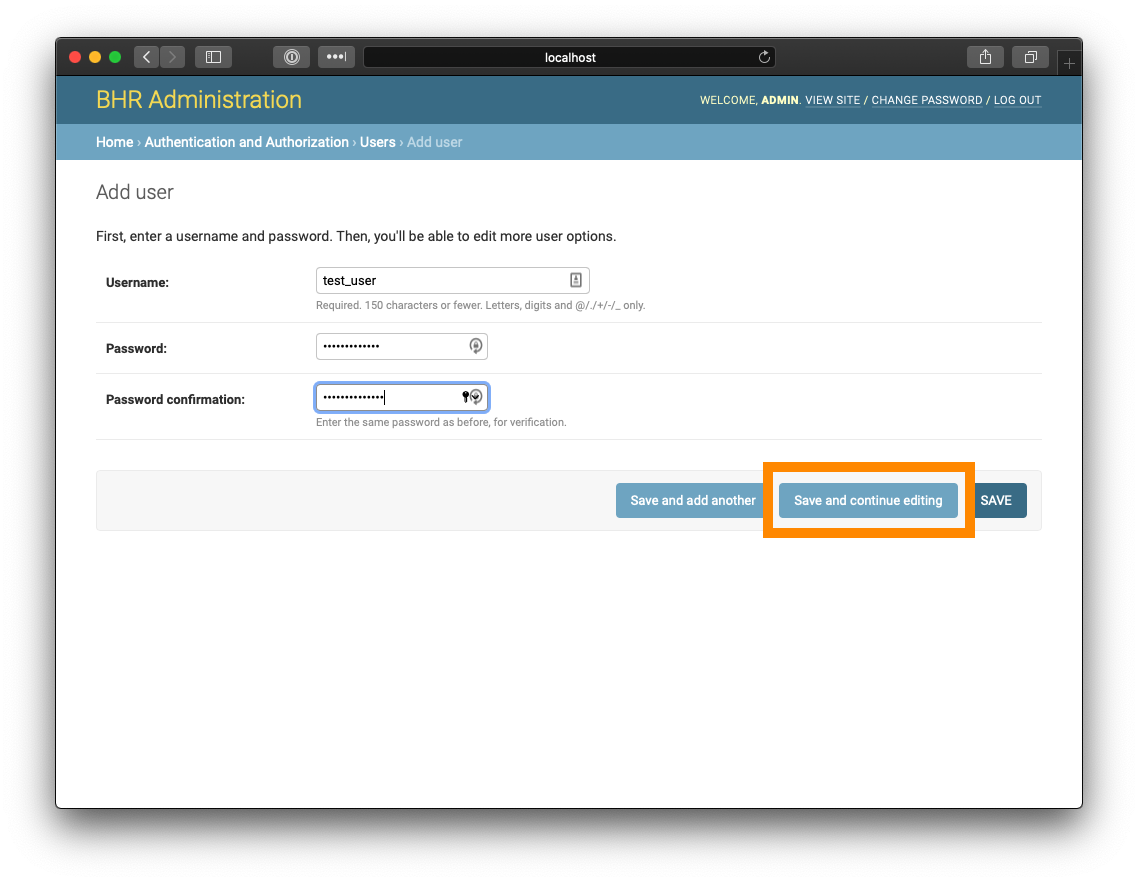 localhost
BHR Administration
WELCOME, ADMIN. VIEW SITE / CHANGE PASSWORD / LOG OUT
Home › Authentication and Authorization › Users › Add user
Add user
First, enter a username and password. Then, you'll be able to edit more user options.
Username:
test_user
Required. 150 characters or fewer. Letters, digits and @/./+/-/_ only.
Password:
•••••••••••••
Password confirmation:
••••••••••••••
Enter the same password as before, for verification.
Save and add another
Save and continue editing
SAVE